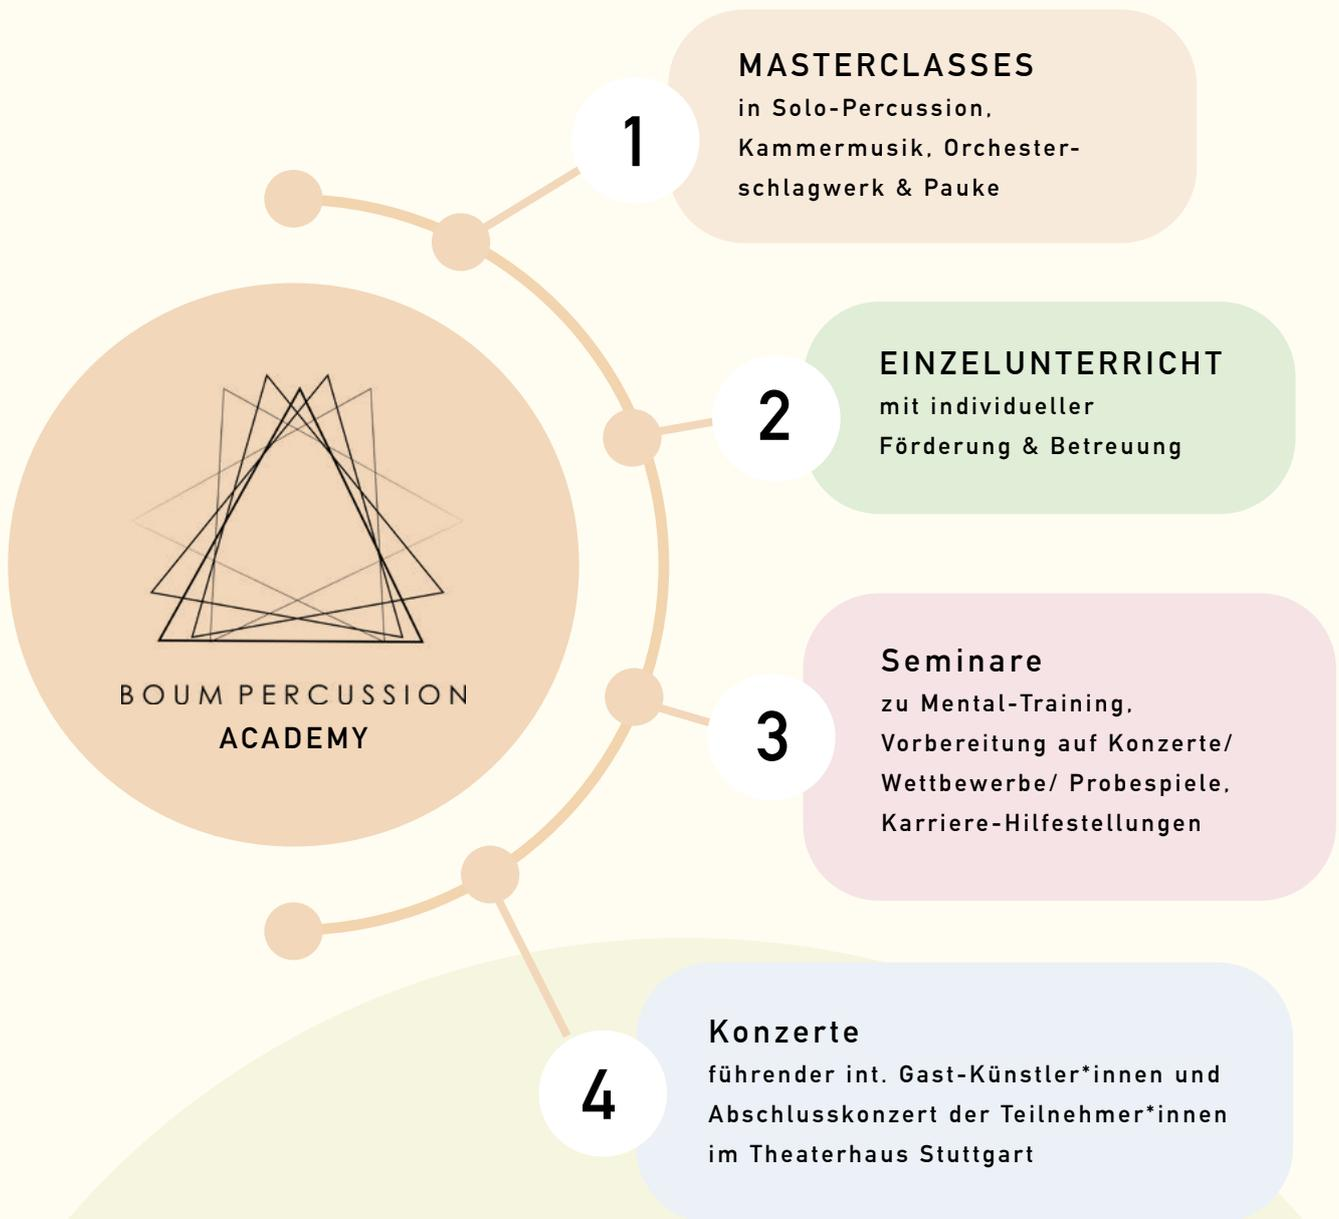 1
MASTERCLASSES
in Solo-Percussion,
Kammermusik, Orchester-
schlagwerk & Pauke
2
EINZELUNTERRICHT
mit individueller
Förderung & Betreuung
BOUM PERCUSSION
ACADEMY
3
Seminare
zu Mental-Training,
Vorbereitung auf Konzerte/
Wettbewerbe/ Probespiele,
Karriere-Hilfestellungen
4
Konzerte
führender int. Gast-Künstler*innen und
Abschlusskonzert der Teilnehmer*innen
im Theaterhaus Stuttgart